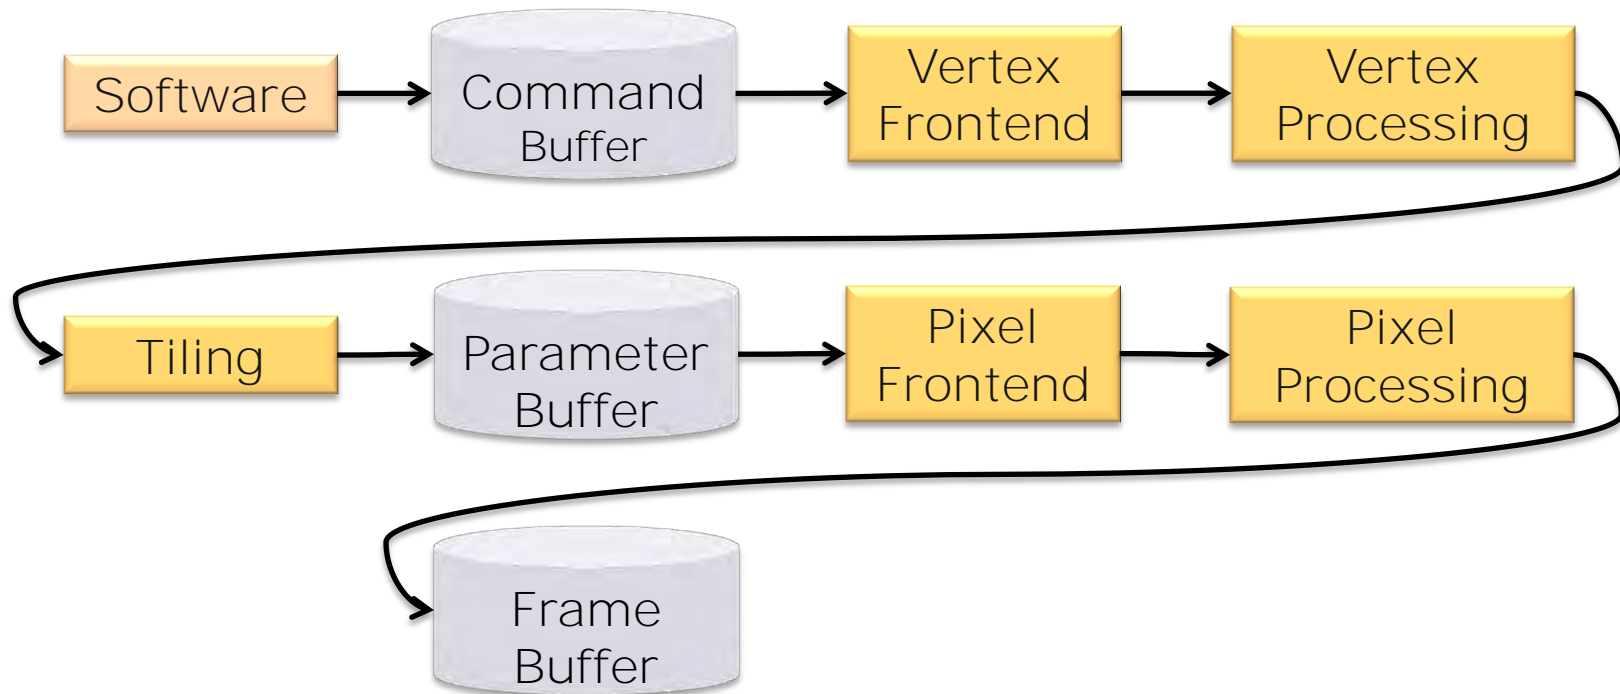 Software
Command
Buffer
Vertex
Frontend
Vertex
Processing
Tiling
Parameter
Buffer
Pixel
Frontend
Pixel
Processing
Frame
Buffer